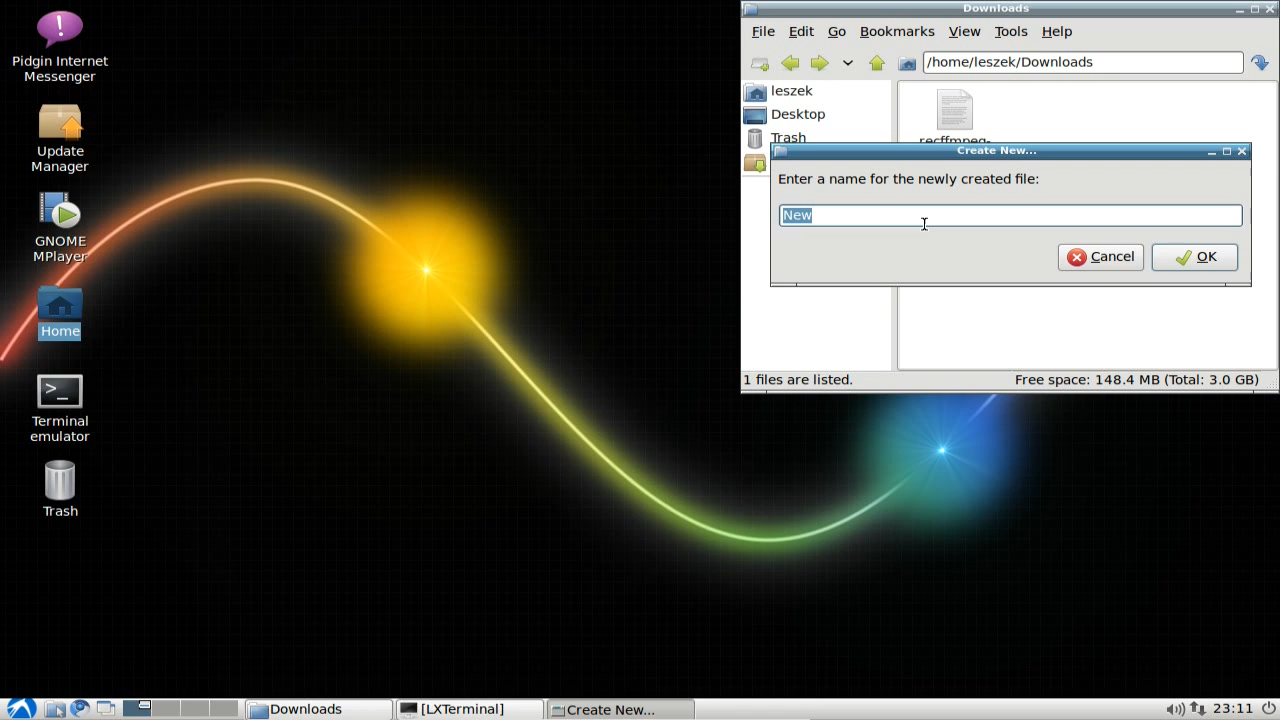 Pidgin Internet
Messenger
Update
Manager
GNOME
MPlayer
Home
Terminal
emulator
Trash
Downloads
File Edit Go Bookmarks View Tools Help
/home/leszek/Downloads
leszek
Desktop
Trash
recffmpeg-
Create New...
Enter a name for the newly created file:
New
Cancel
OK
1 files are listed.
Free space: 148.4 MB (Total: 3.0 GB)
Downloads
[LXTerminal]
Create New...
23:11